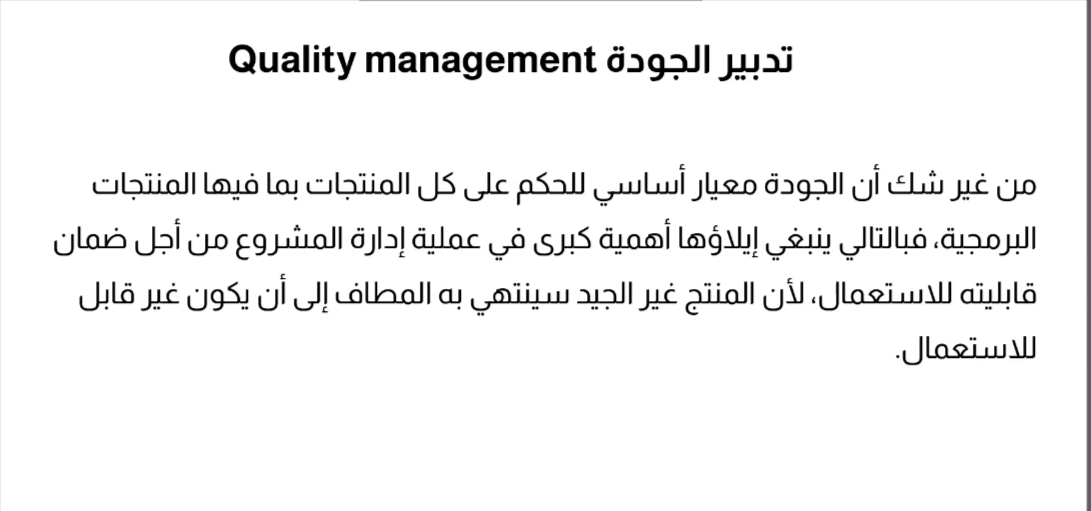 تدبير الجودة Quality management
من غير شك أن الجودة معيار أساسي للحكم على كل المنتجات بما فيها المنتجات
البرمجية، فبالتالي ينبغي إيلاؤها أهمية كبرى في عملية إدارة المشروع من أجل ضمان
قابليته للاستعمال، لأن المنتج غير الجيد سينتهي به المطاف إلى أن يكون غير قابل
للاستعمال.